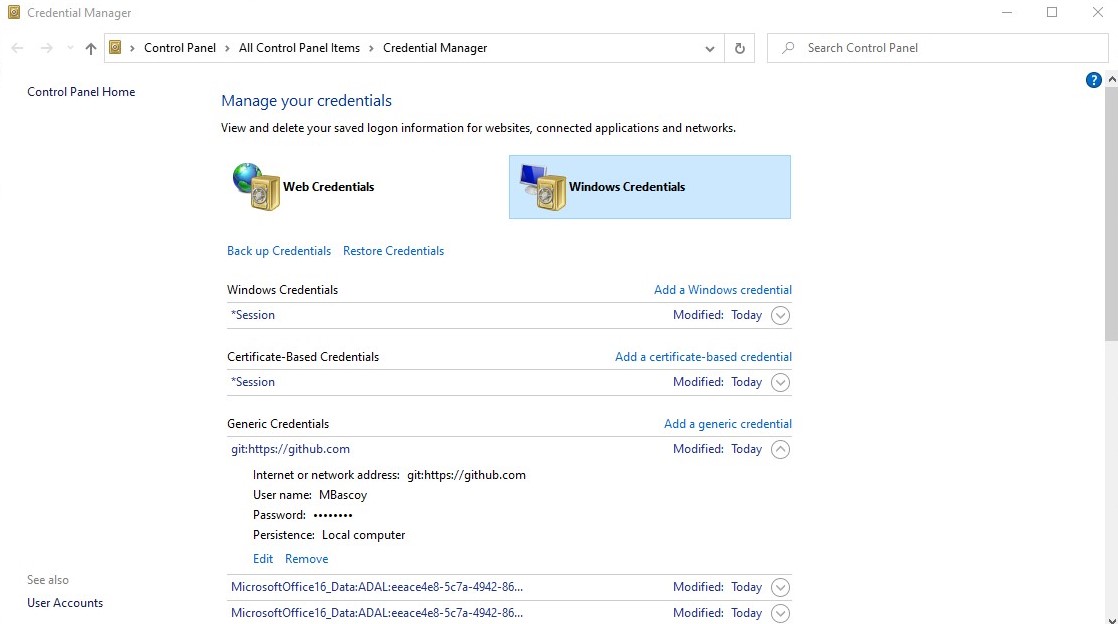 Credential Manager
Control Panel › All Control Panel Items › Credential Manager
Search Control Panel
?
Control Panel Home
Manage your credentials
View and delete your saved logon information for websites, connected applications and networks.
Web Credentials
Windows Credentials
Back up Credentials Restore Credentials
Windows Credentials Add a Windows credential
*Session Modified: Today
Certificate-Based Credentials Add a certificate-based credential
*Session Modified: Today
Generic Credentials Add a generic credential
git:https://github.com Modified: Today
Internet or network address: git:https://github.com
User name: MBascoy
Password: ••••••••
Persistence: Local computer
Edit Remove
MicrosoftOffice16_Data:ADAL:eeace4e8-5c7a-4942-86... Modified: Today
MicrosoftOffice16_Data:ADAL:eeace4e8-5c7a-4942-86... Modified: Today
See also
User Accounts